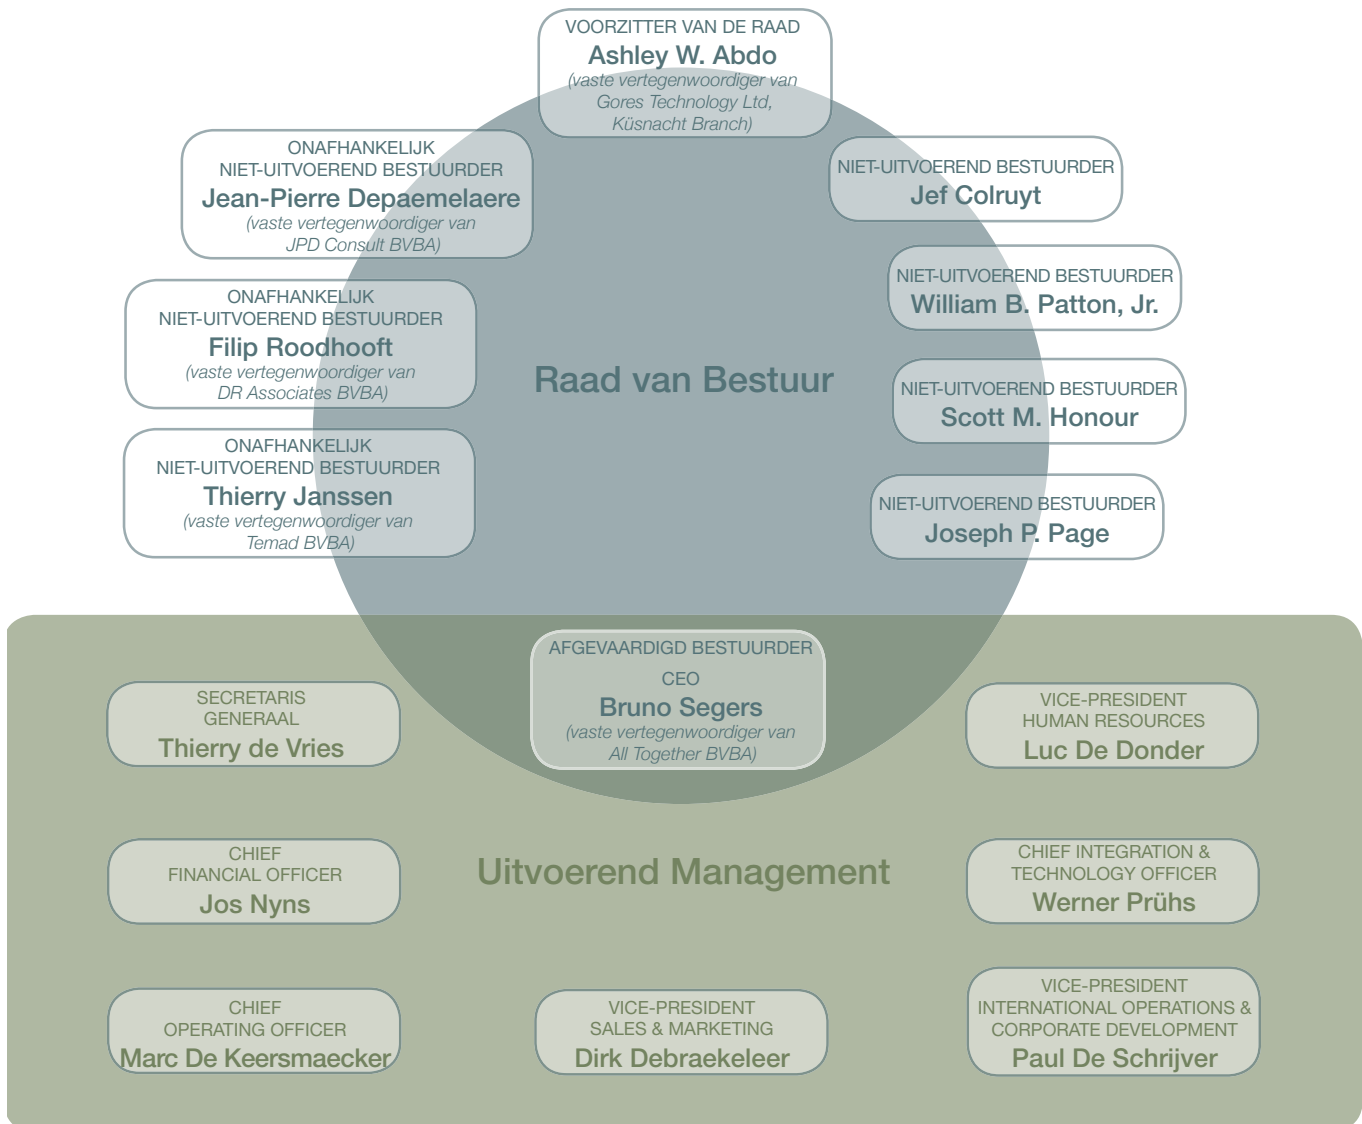 VOORZITTER VAN DE RAAD
Ashley W. Abdo
(vaste vertegenwoordiger van
Gores Technology Ltd,
Küsnacht Branch)
ONAFHANKELIJK
NIET-UITVOEREND BESTUURDER
Jean-Pierre Depaemelaere
(vaste vertegenwoordiger van
JPD Consult BVBA)
NIET-UITVOEREND BESTUURDER
Jef Colruyt
ONAFHANKELIJK
NIET-UITVOEREND BESTUURDER
Filip Roodhooft
(vaste vertegenwoordiger van
DR Associates BVBA)
NIET-UITVOEREND BESTUURDER
William B. Patton, Jr.
Raad van Bestuur
NIET-UITVOEREND BESTUURDER
Scott M. Honour
ONAFHANKELIJK
NIET-UITVOEREND BESTUURDER
Thierry Janssen
(vaste vertegenwoordiger van
Temad BVBA)
NIET-UITVOEREND BESTUURDER
Joseph P. Page
AFGEVAARDIGD BESTUURDER
CEO
Bruno Segers
(vaste vertegenwoordiger van
All Together BVBA)
SECRETARIS
GENERAAL
Thierry de Vries
VICE-PRESIDENT
HUMAN RESOURCES
Luc De Donder
CHIEF
FINANCIAL OFFICER
Jos Nyns
Uitvoerend Management
CHIEF INTEGRATION &
TECHNOLOGY OFFICER
Werner Prühs
CHIEF
OPERATING OFFICER
Marc De Keersmaecker
VICE-PRESIDENT
SALES & MARKETING
Dirk Debraekeleer
VICE-PRESIDENT
INTERNATIONAL OPERATIONS &
CORPORATE DEVELOPMENT
Paul De Schrijver